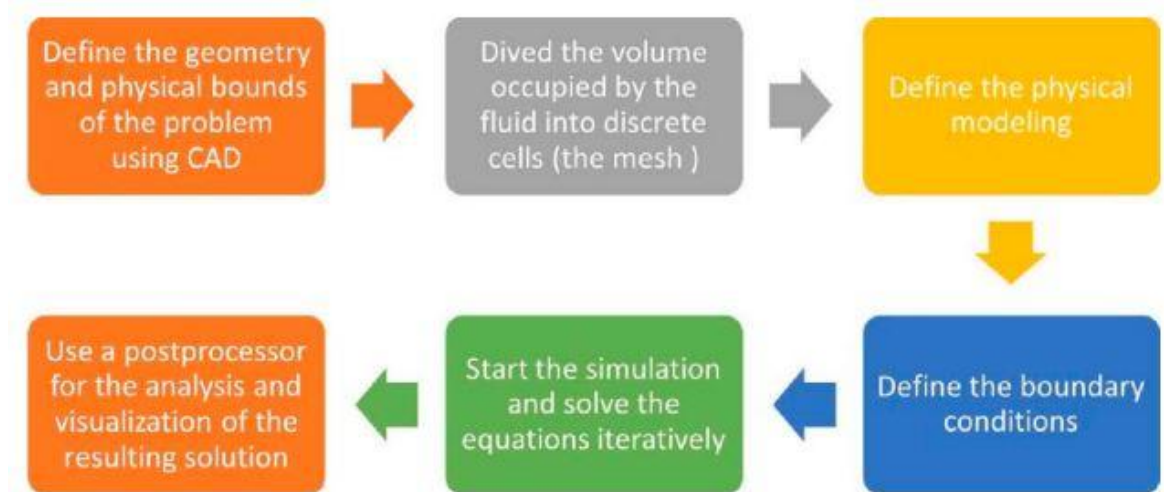 Define the geometry
and physical bounds
of the problem
using CAD
Dived the volume
occupied by the
fluid into discrete
cells (the mesh )
Define the physical
modeling
Define the boundary
conditions
Start the simulation
and solve the
equations iteratively
Use a postprocessor
for the analysis and
visualization of the
resulting solution